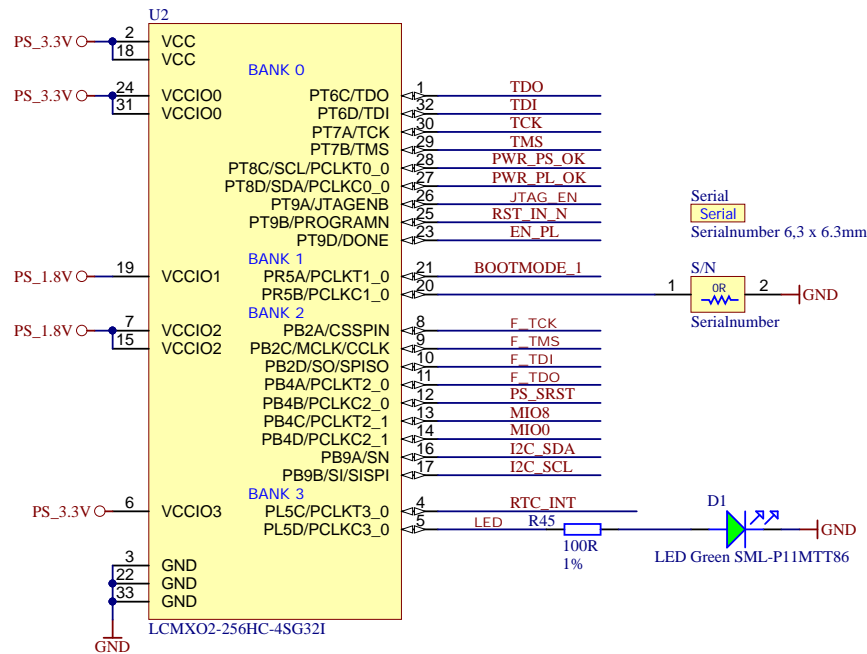 U2
PS_3.3V 2 VCC
18 VCC
BANK 0
PS_3.3V 24 VCCIO0
31 VCCIO0
PT6C/TDO 1 TDO
PT6D/TDI 32 TDI
PT7A/TCK 30 TCK
PT7B/TMS 29 TMS
PT8C/SCL/PCLKT0_0 28 PWR_PS_OK
PT8D/SDA/PCLKC0_0 27 PWR_PL_OK
PT9A/JTAGENB 26 JTAG_EN
PT9B/PROGRAMN 25 RST_IN_N
PT9D/DONE 23 EN_PL
Serial
Serial
Serialnumber 6,3 x 6.3mm
BANK 1
PS_1.8V 19 VCCIO1
PR5A/PCLKT1_0 21 BOOTMODE_1
PR5B/PCLKC1_0 20
S/N
1 0R 2 GND
Serialnumber
BANK 2
PS_1.8V 7 VCCIO2
15 VCCIO2
PB2A/CSSPIN 8 F_TCK
PB2C/MCLK/CCLK 9 F_TMS
PB2D/SO/SPISO 10 F_TDI
PB4A/PCLKT2_0 11 F_TDO
PB4B/PCLKC2_0 12 PS_SRST
PB4C/PCLKT2_1 13 MIO8
PB4D/PCLKC2_1 14 MIO0
PB9A/SN 16 I2C_SDA
PB9B/SI/SISPI 17 I2C_SCL
BANK 3
PS_3.3V 6 VCCIO3
PL5C/PCLKT3_0 4 RTC_INT
PL5D/PCLKC3_0 5 LED R45
100R
1%
D1
GND
LED Green SML-P11MTT86
3 GND
22 GND
33 GND
GND
LCMXO2-256HC-4SG32I